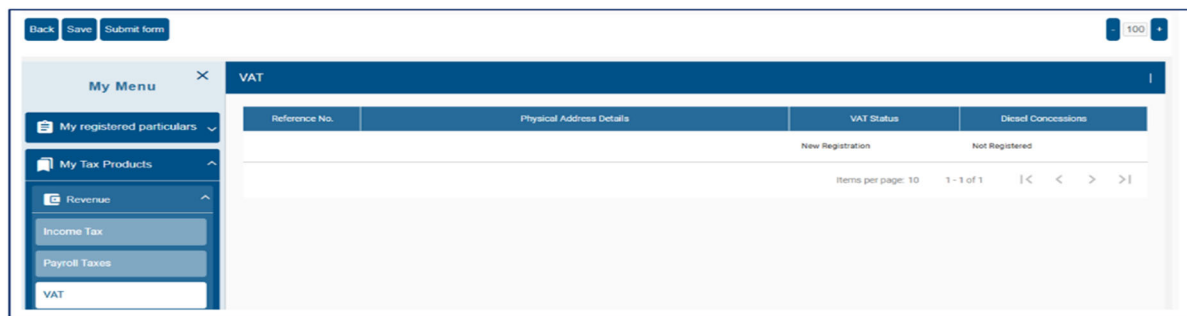 Back Save Submit form - 100 +
My Menu
VAT
Reference No. Physical Address Details VAT Status Diesel Concessions
My registered particulars
New Registration Not Registered
My Tax Products
Items per page: 10 1 - 1 of 1
Revenue
Income Tax
Payroll Taxes
VAT